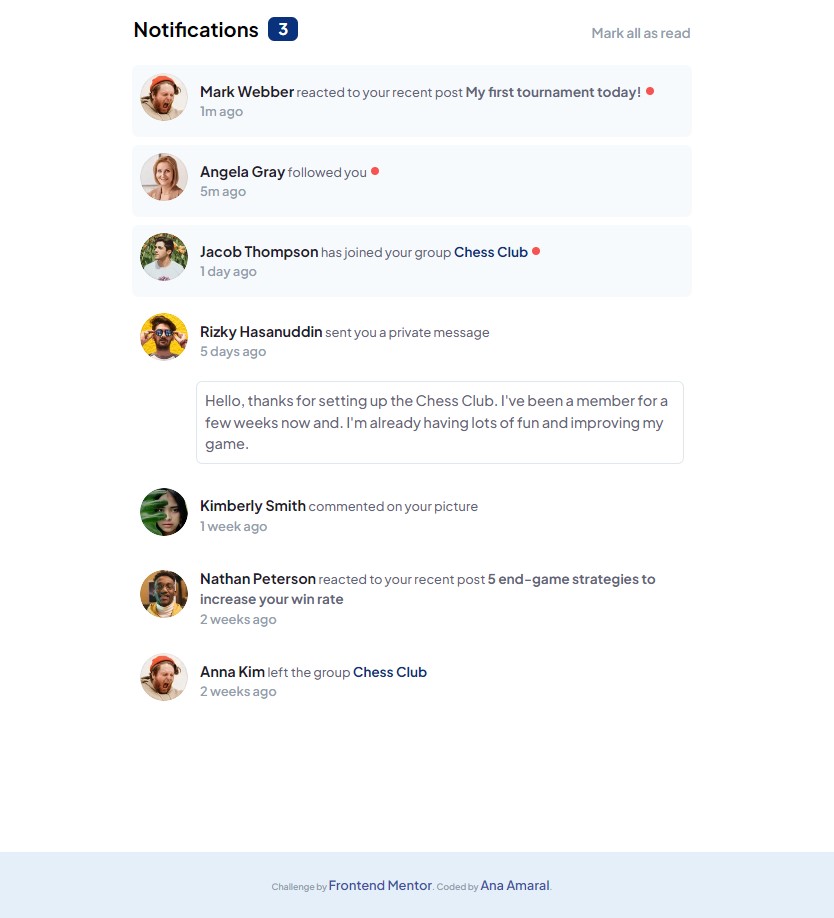 Notifications 3
Mark all as read
Mark Webber reacted to your recent post My first tournament today!
1m ago
Angela Gray followed you
5m ago
Jacob Thompson has joined your group Chess Club
1 day ago
Rizky Hasanuddin sent you a private message
5 days ago
Hello, thanks for setting up the Chess Club. I've been a member for a
few weeks now and. I'm already having lots of fun and improving my
game.
Kimberly Smith commented on your picture
1 week ago
Nathan Peterson reacted to your recent post 5 end-game strategies to
increase your win rate
2 weeks ago
Anna Kim left the group Chess Club
2 weeks ago
Challenge by Frontend Mentor. Coded by Ana Amaral.